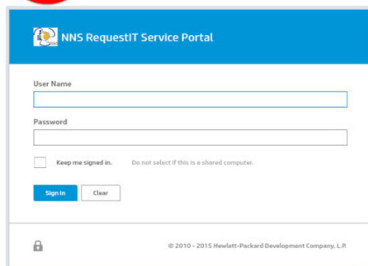 NNS RequestIT Service Portal
User Name
Password
Keep me signed in. Do not select if this is a shared computer.
Sign In Clear
© 2010 - 2015 Hewlett-Packard Development Company, L.P.